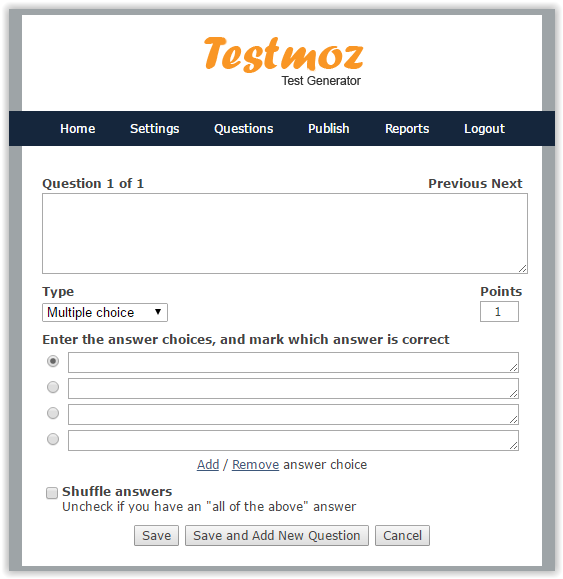 Testmoz
Test Generator
Home Settings Questions Publish Reports Logout
Question 1 of 1 Previous Next
Type Points
Multiple choice 1
Enter the answer choices, and mark which answer is correct
Add / Remove answer choice
Shuffle answers
Uncheck if you have an "all of the above" answer
Save Save and Add New Question Cancel